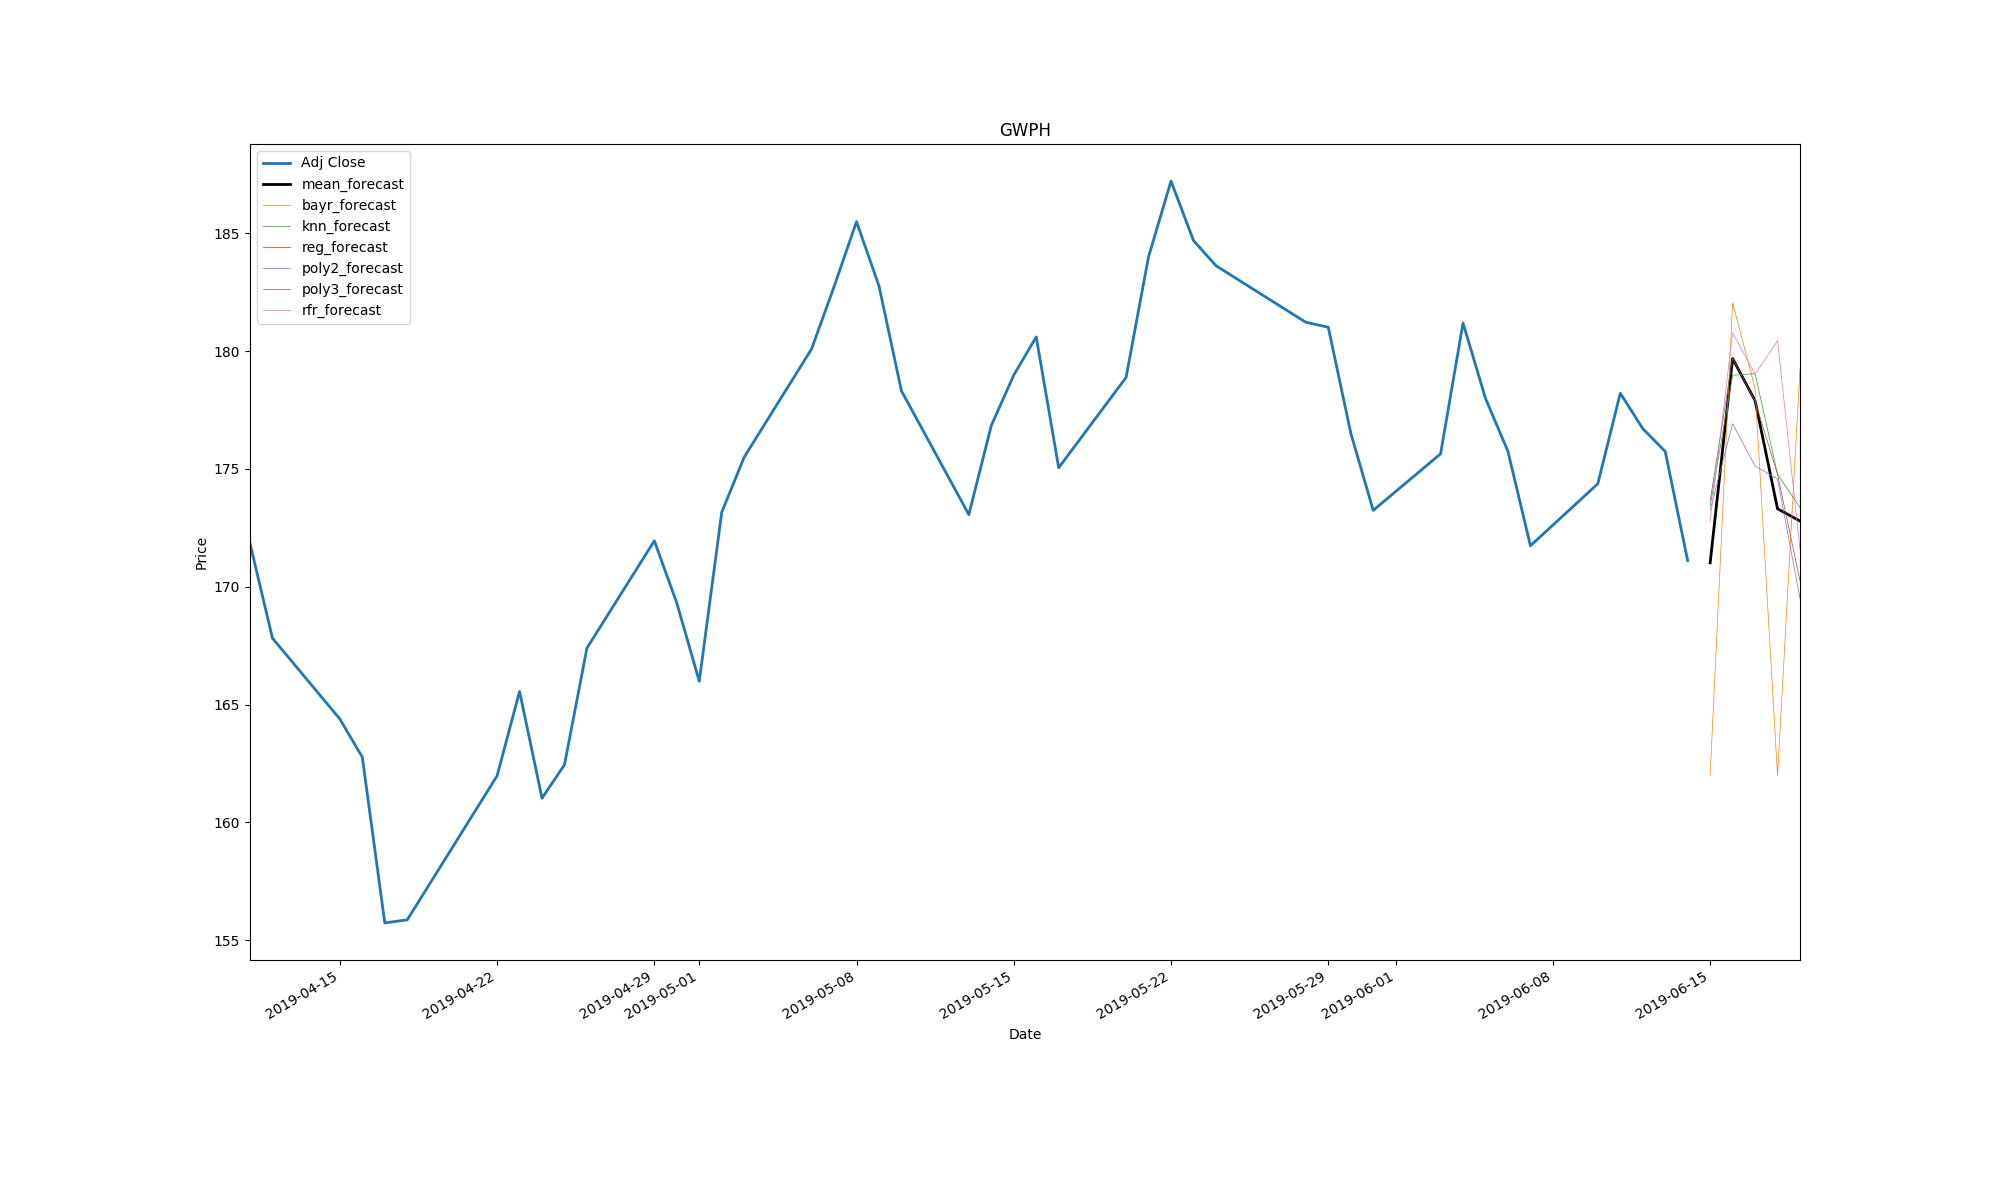 GWPH
Adj Close
mean_forecast
bayr_forecast
knn_forecast
reg_forecast
poly2_forecast
poly3_forecast
rfr_forecast
185
180
175
170
165
160
155
Price
2019-04-15
2019-04-22
2019-04-29
2019-05-01
2019-05-08
2019-05-15
2019-05-22
2019-05-29
2019-06-01
2019-06-08
2019-06-15
Date